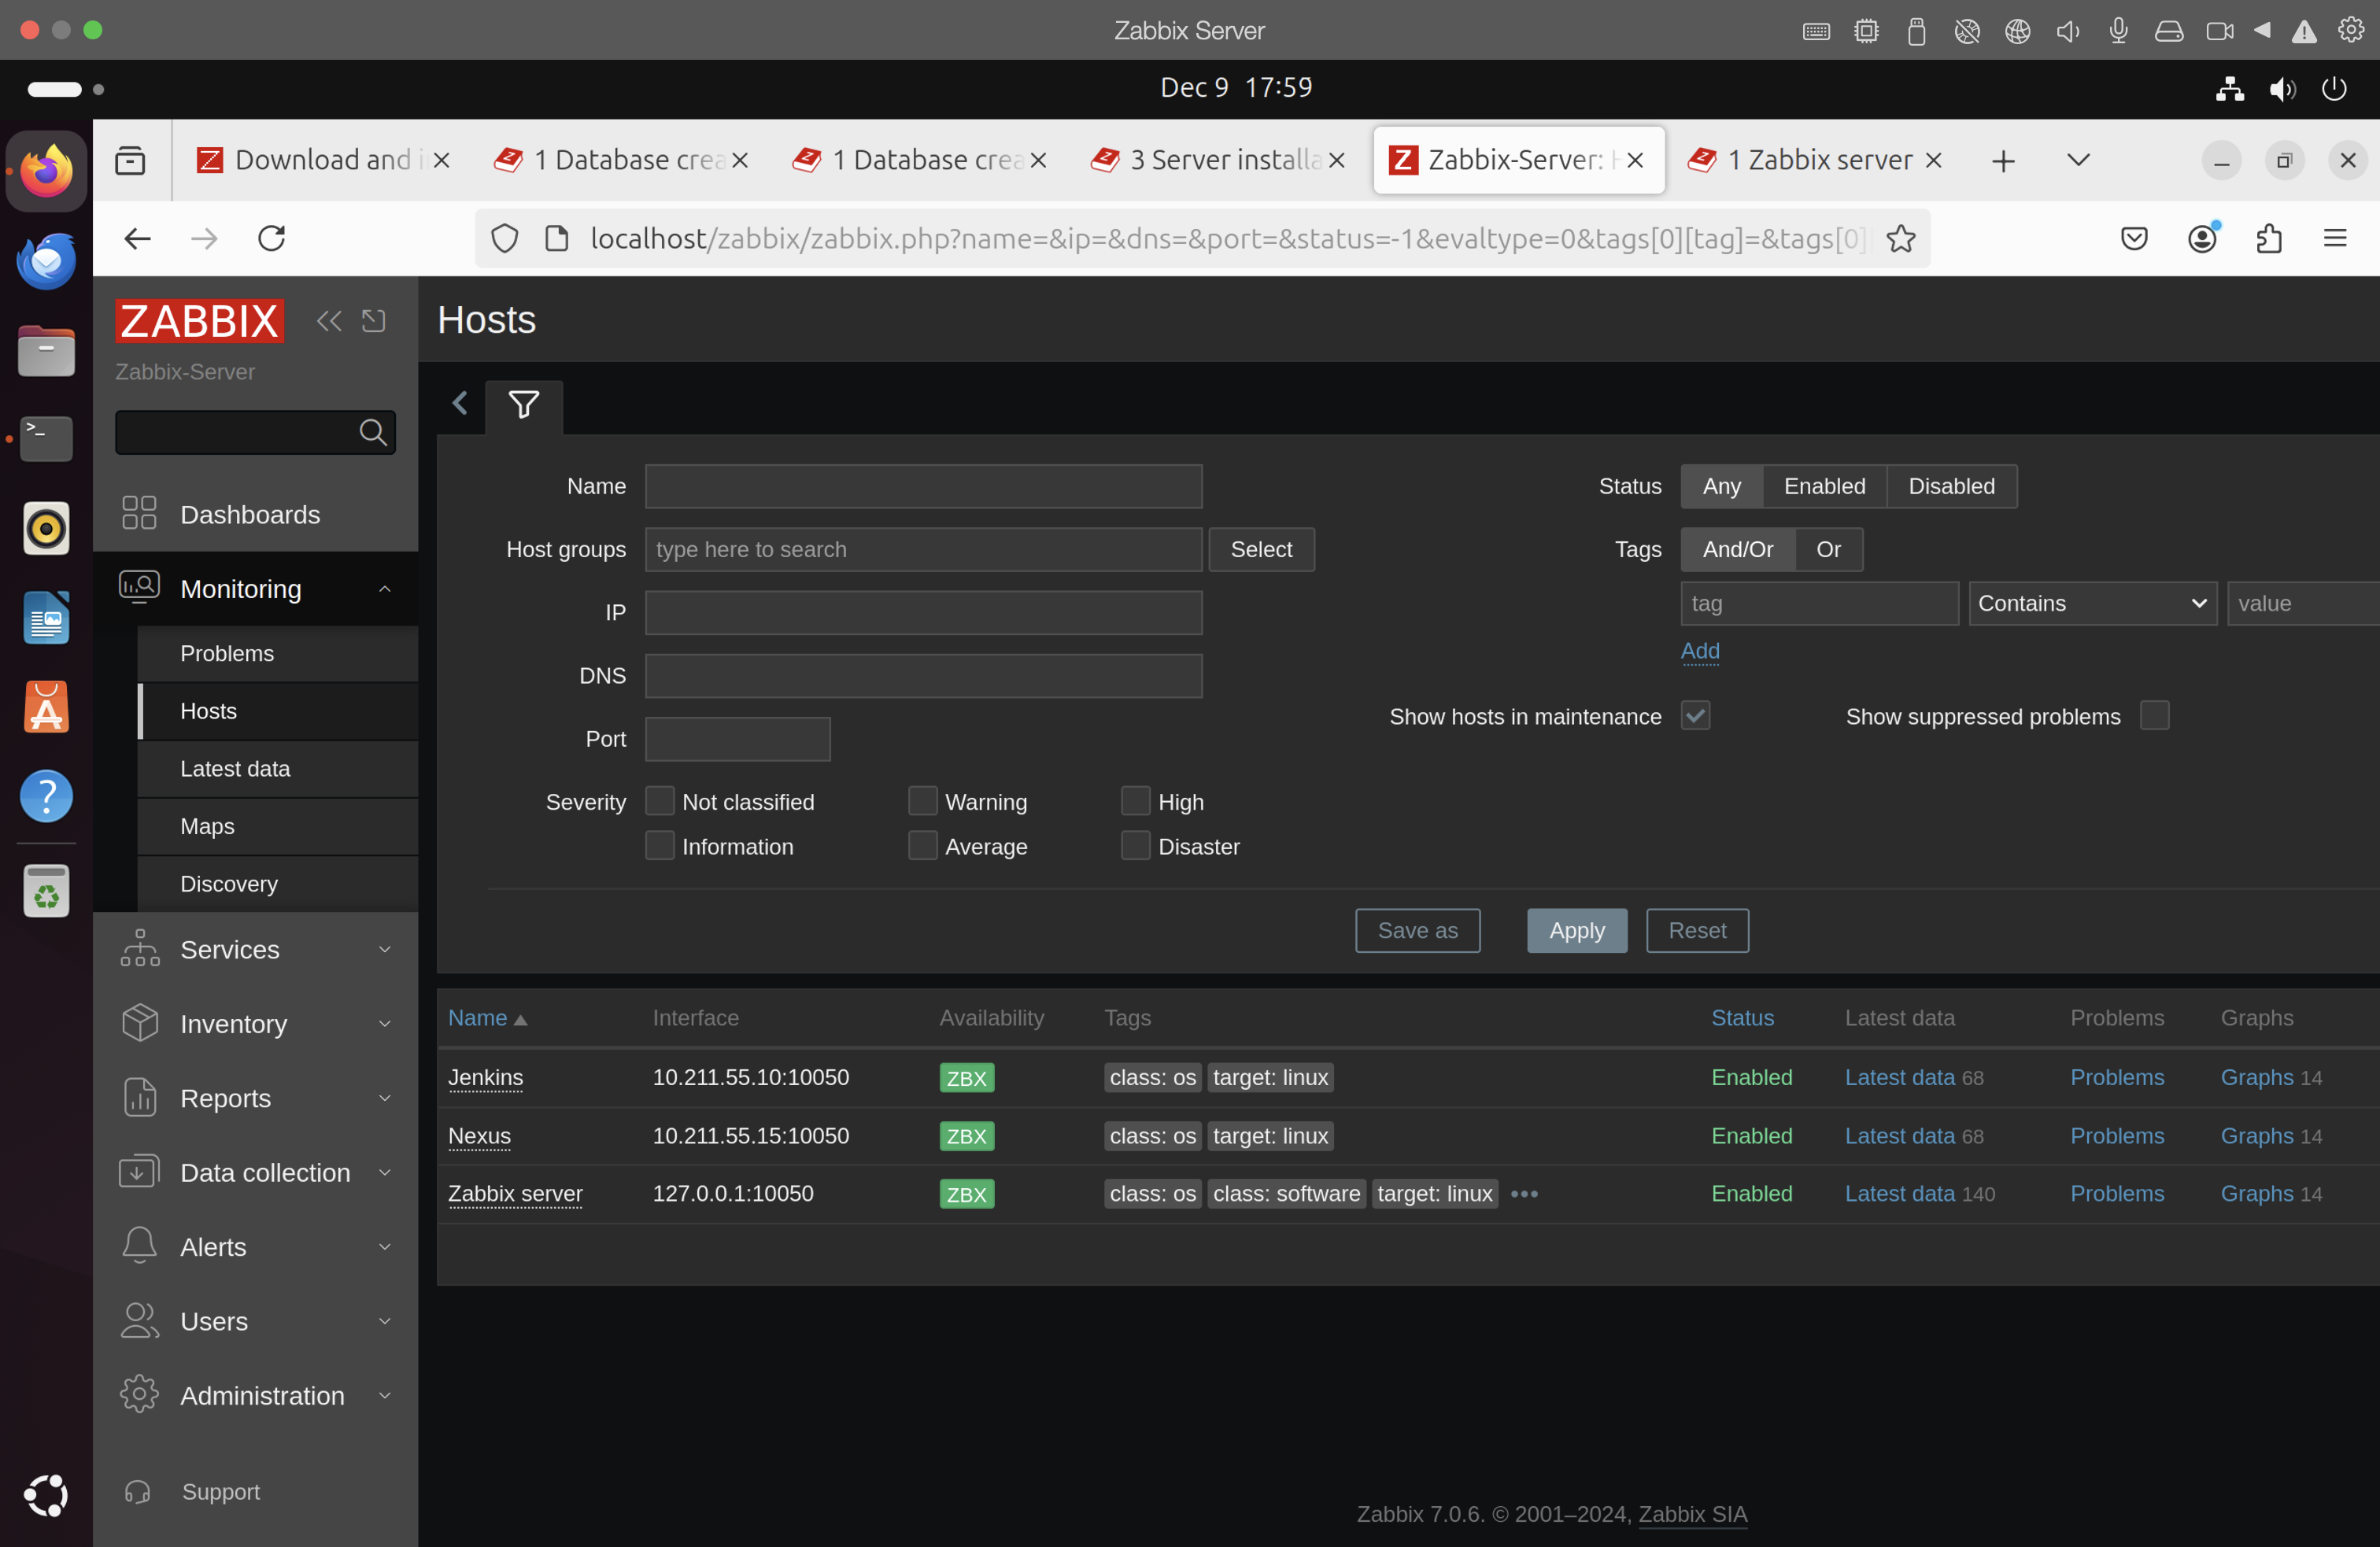 Zabbix Server
Dec 9 17:59
Download and i
1 Database crea
1 Database crea
3 Server installa
Zabbix-Server: H
1 Zabbix server
localhost/zabbix/zabbix.php?name=&ip=&dns=&port=&status=-1&evaltype=0&tags[0][tag]=&tags[0]
ZABBIX
Zabbix-Server
Dashboards
Monitoring
Problems
Hosts
Latest data
Maps
Discovery
Services
Inventory
Reports
Data collection
Alerts
Users
Administration
Support
Hosts
Name
Host groups type here to search Select
IP
DNS
Port
Severity Not classified Warning High
Information Average Disaster
Status Any Enabled Disabled
Tags And/Or Or
tag Contains value
Add
Show hosts in maintenance Show suppressed problems
Save as Apply Reset
Name Interface Availability Tags Status Latest data Problems Graphs
Jenkins 10.211.55.10:10050 ZBX class: os target: linux Enabled Latest data 68 Problems Graphs 14
Nexus 10.211.55.15:10050 ZBX class: os target: linux Enabled Latest data 68 Problems Graphs 14
Zabbix server 127.0.0.1:10050 ZBX class: os class: software target: linux ••• Enabled Latest data 140 Problems Graphs 14
Zabbix 7.0.6. © 2001–2024, Zabbix SIA